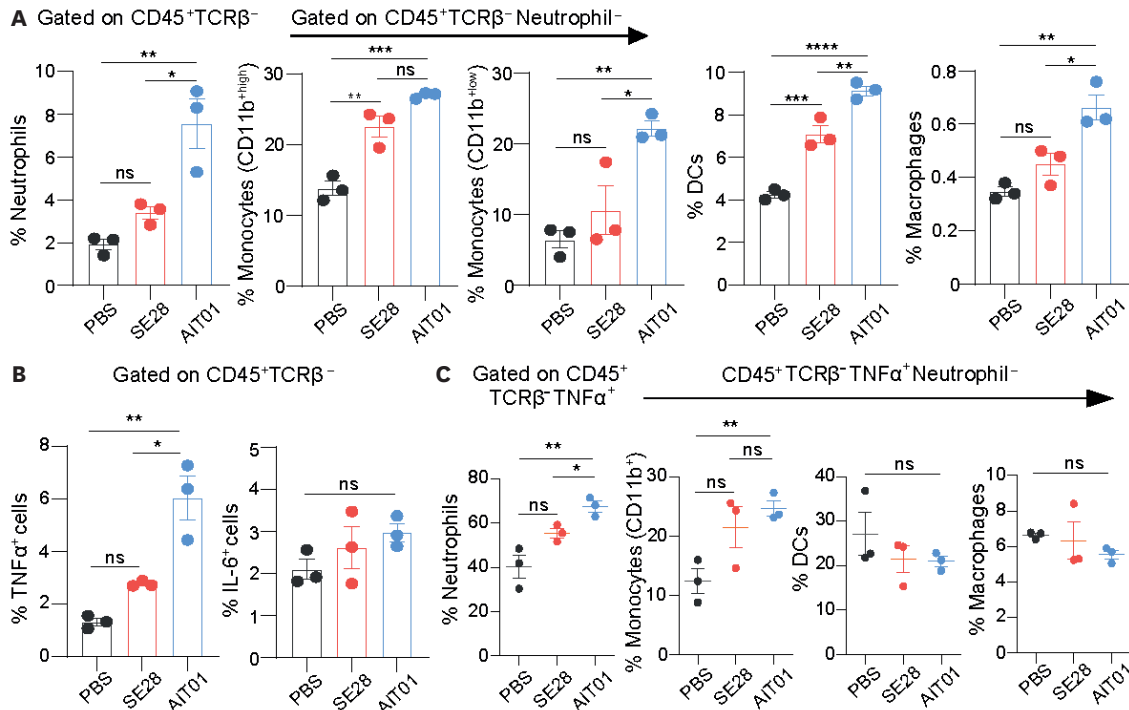 A Gated on CD45⁺TCRβ⁻
Gated on CD45⁺TCRβ⁻ Neutrophil⁻
% Neutrophils
10
8
6
4
2
0
**
*
ns
PBS
SE28
AIT01
% Monocytes (CD11b⁺ʰⁱᵍʰ)
30
20
10
0
***
ns
**
PBS
SE28
AIT01
% Monocytes (CD11b⁺ˡᵒʷ)
30
20
10
0
**
*
ns
PBS
SE28
AIT01
% DCs
10
8
6
4
2
0
****
**
***
PBS
SE28
AIT01
% Macrophages
0.8
0.6
0.4
0.2
0
**
*
ns
PBS
SE28
AIT01
B Gated on CD45⁺TCRβ⁻
% TNFα⁺ cells
8
6
4
2
0
**
*
ns
PBS
SE28
AIT01
% IL-6⁺ cells
5
4
3
2
1
0
ns
PBS
SE28
AIT01
C Gated on CD45⁺
TCRβ⁻TNFα⁺
CD45⁺TCRβ⁻TNFα⁺Neutrophil⁻
% Neutrophils
80
60
40
20
0
**
*
ns
PBS
SE28
AIT01
% Monocytes (CD11b⁺)
30
20
10
0
**
ns
ns
PBS
SE28
AIT01
% DCs
40
30
20
10
0
ns
PBS
SE28
AIT01
% Macrophages
10
8
6
4
2
0
ns
PBS
SE28
AIT01